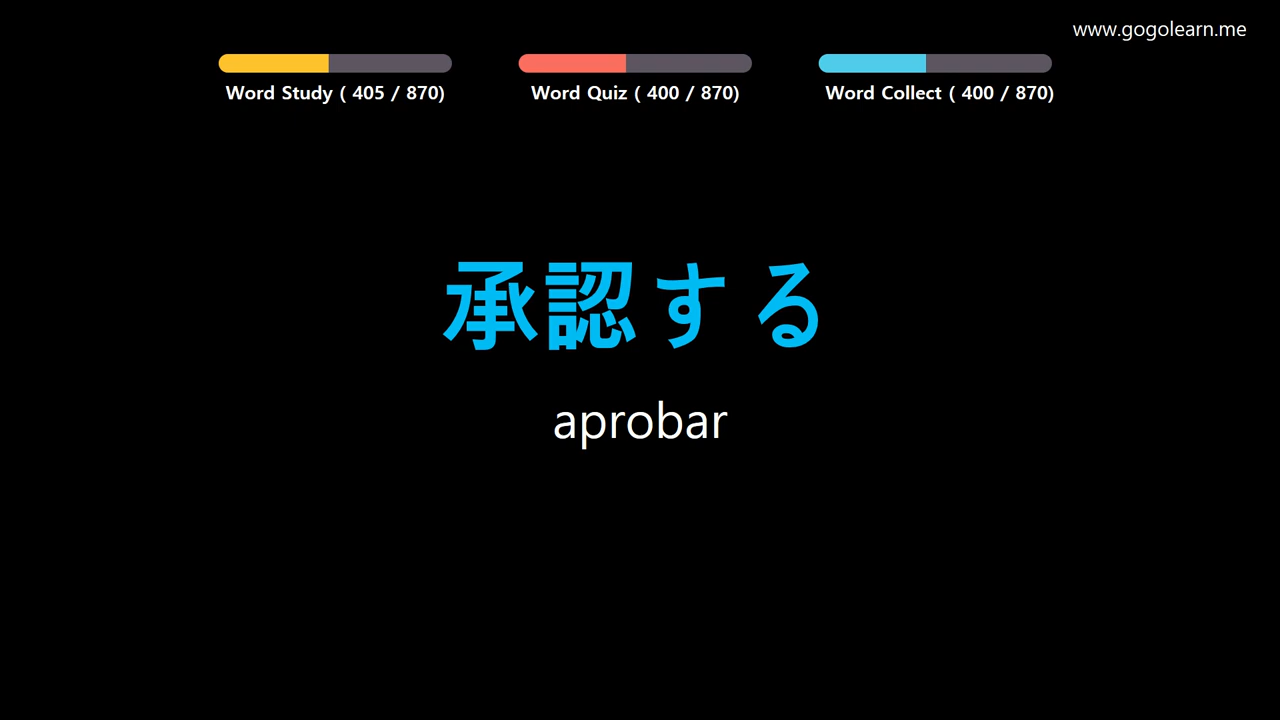 www.gogolearn.me
Word Study ( 405 / 870)
Word Quiz ( 400 / 870)
Word Collect ( 400 / 870)
承認する
aprobar